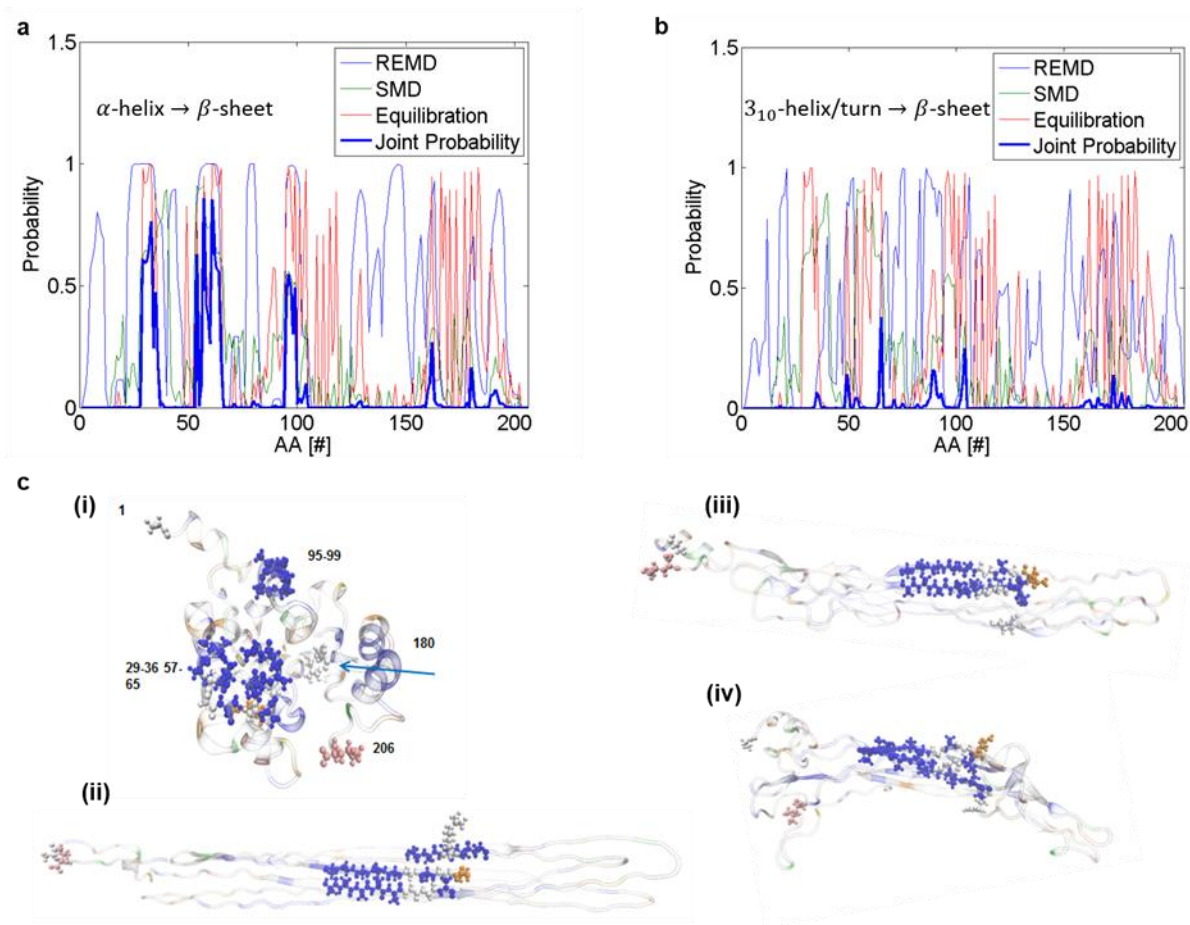 a
1.5
1
0.5
0
Probability
α-helix → β-sheet
REMD
SMD
Equilibration
Joint Probability
0
50
100
150
200
AA [#]
b
1.5
1
0.5
0
Probability
3₁₀-helix/turn → β-sheet
REMD
SMD
Equilibration
Joint Probability
0
50
100
150
200
AA [#]
c
(i)
1
95-99
29-36 57-
65
180
206
(ii)
(iii)
(iv)